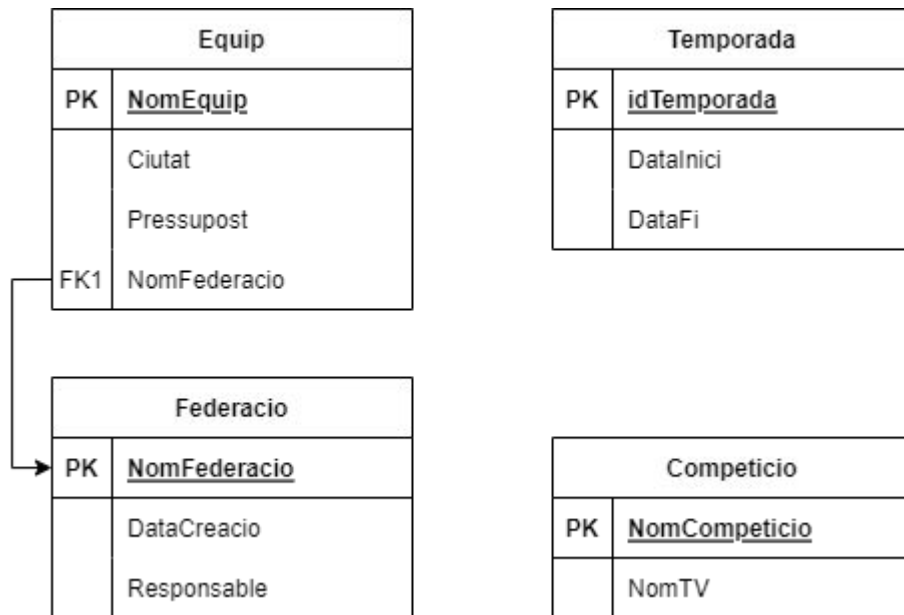 Equip
PK NomEquip
Ciutat
Pressupost
FK1 NomFederacio
Temporada
PK idTemporada
DataInici
DataFi
Federacio
PK NomFederacio
DataCreacio
Responsable
Competicio
PK NomCompeticio
NomTV